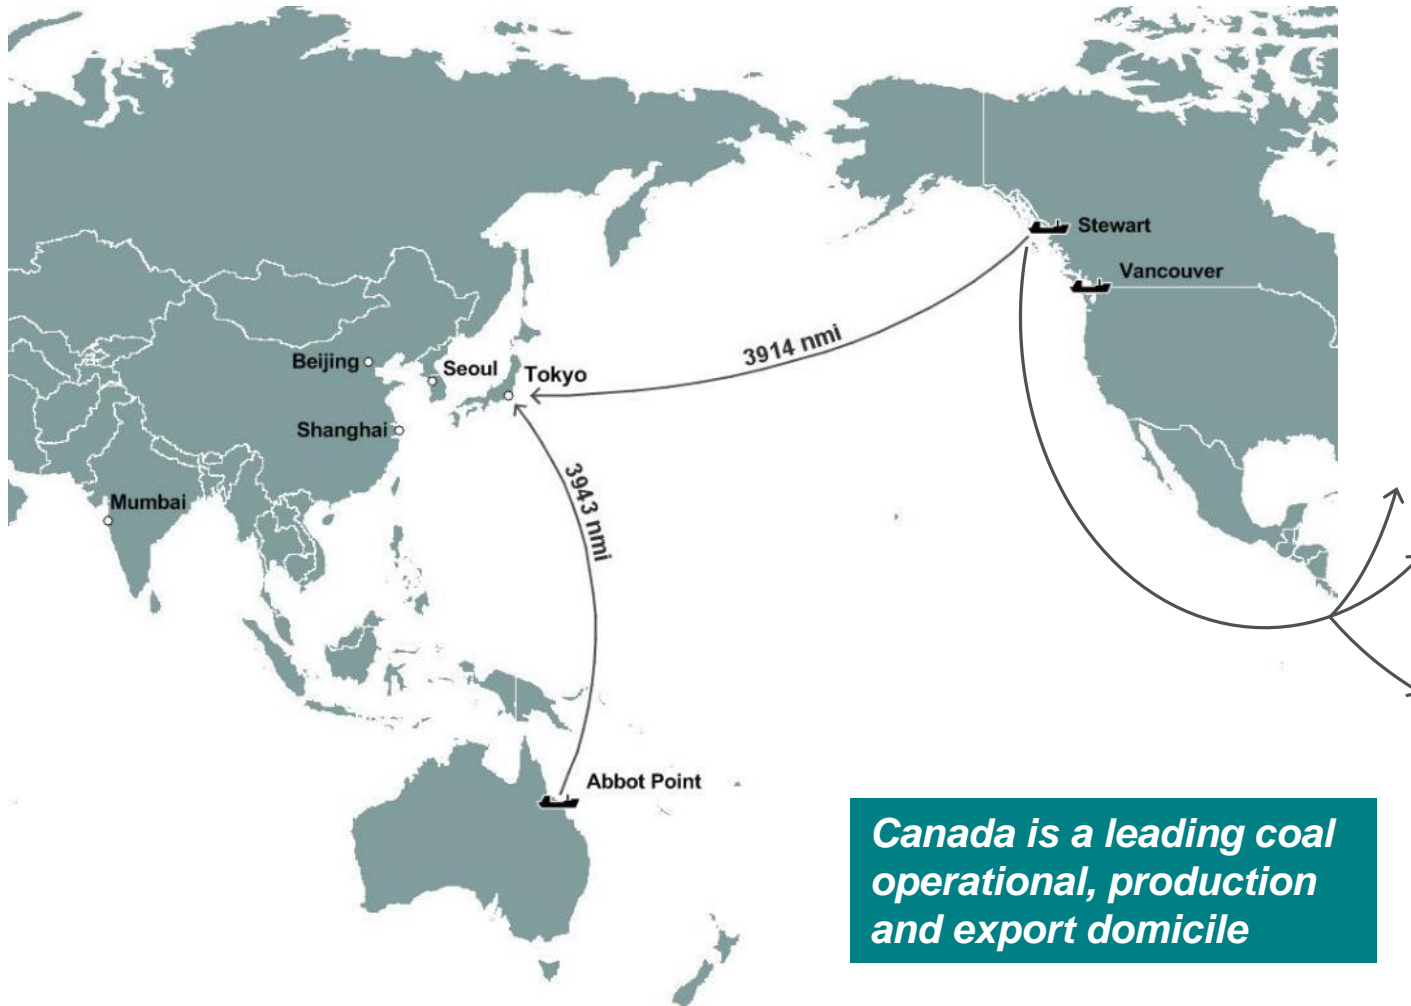 Stewart
Vancouver
3914 nmi
Beijing
Seoul
Tokyo
Shanghai
3943 nmi
Mumbai
Abbot Point
Canada is a leading coal
operational, production
and export domicile